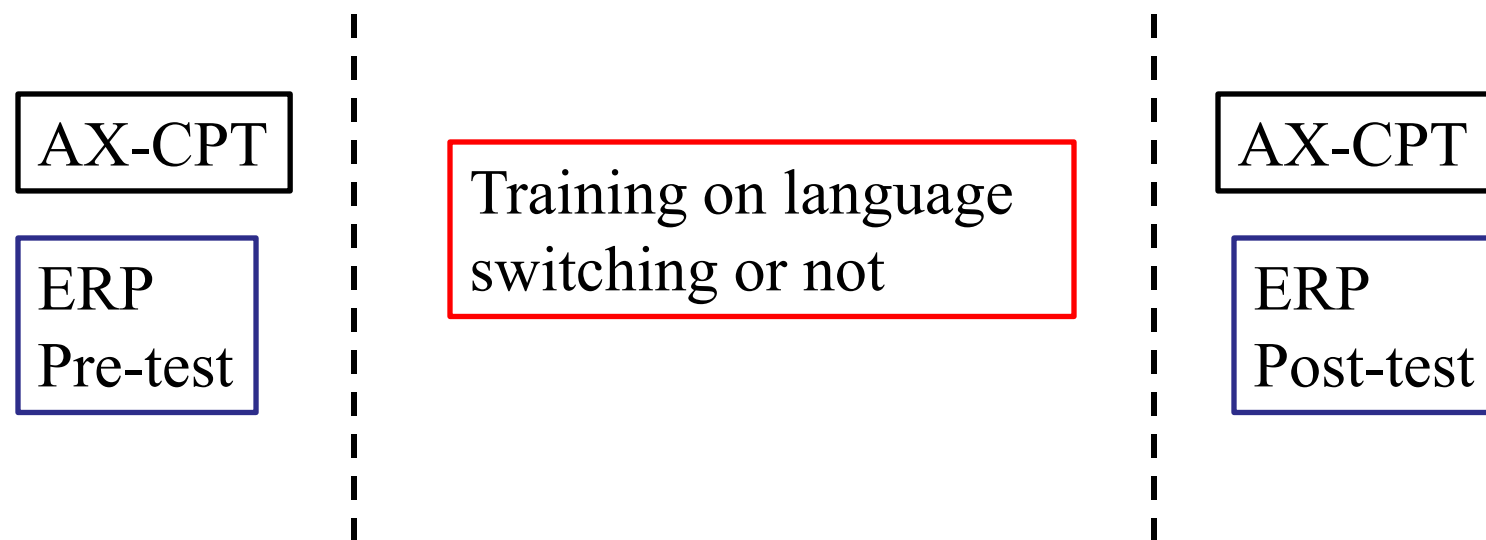 AX-CPT
ERP
Pre-test
Training on language
switching or not
AX-CPT
ERP
Post-test